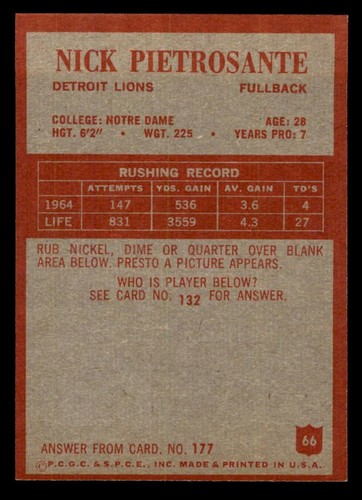 NICK PIETROSANTE
DETROIT LIONS FULLBACK
COLLEGE: NOTRE DAME AGE: 28
HGT. 6'2" • WGT. 225 • YEARS PRO: 7
RUSHING RECORD
ATTEMPTS YDS. GAIN AV. GAIN TD'S
1964 147 536 3.6 4
LIFE 831 3559 4.3 27
RUB NICKEL, DIME OR QUARTER OVER BLANK
AREA BELOW. PRESTO A PICTURE APPEARS.
WHO IS PLAYER BELOW?
SEE CARD NO. 132 FOR ANSWER.
66
ANSWER FROM CARD. NO. 177
©P.C.G.C. & S.P.C.E., INC. MADE & PRINTED IN U.S.A.